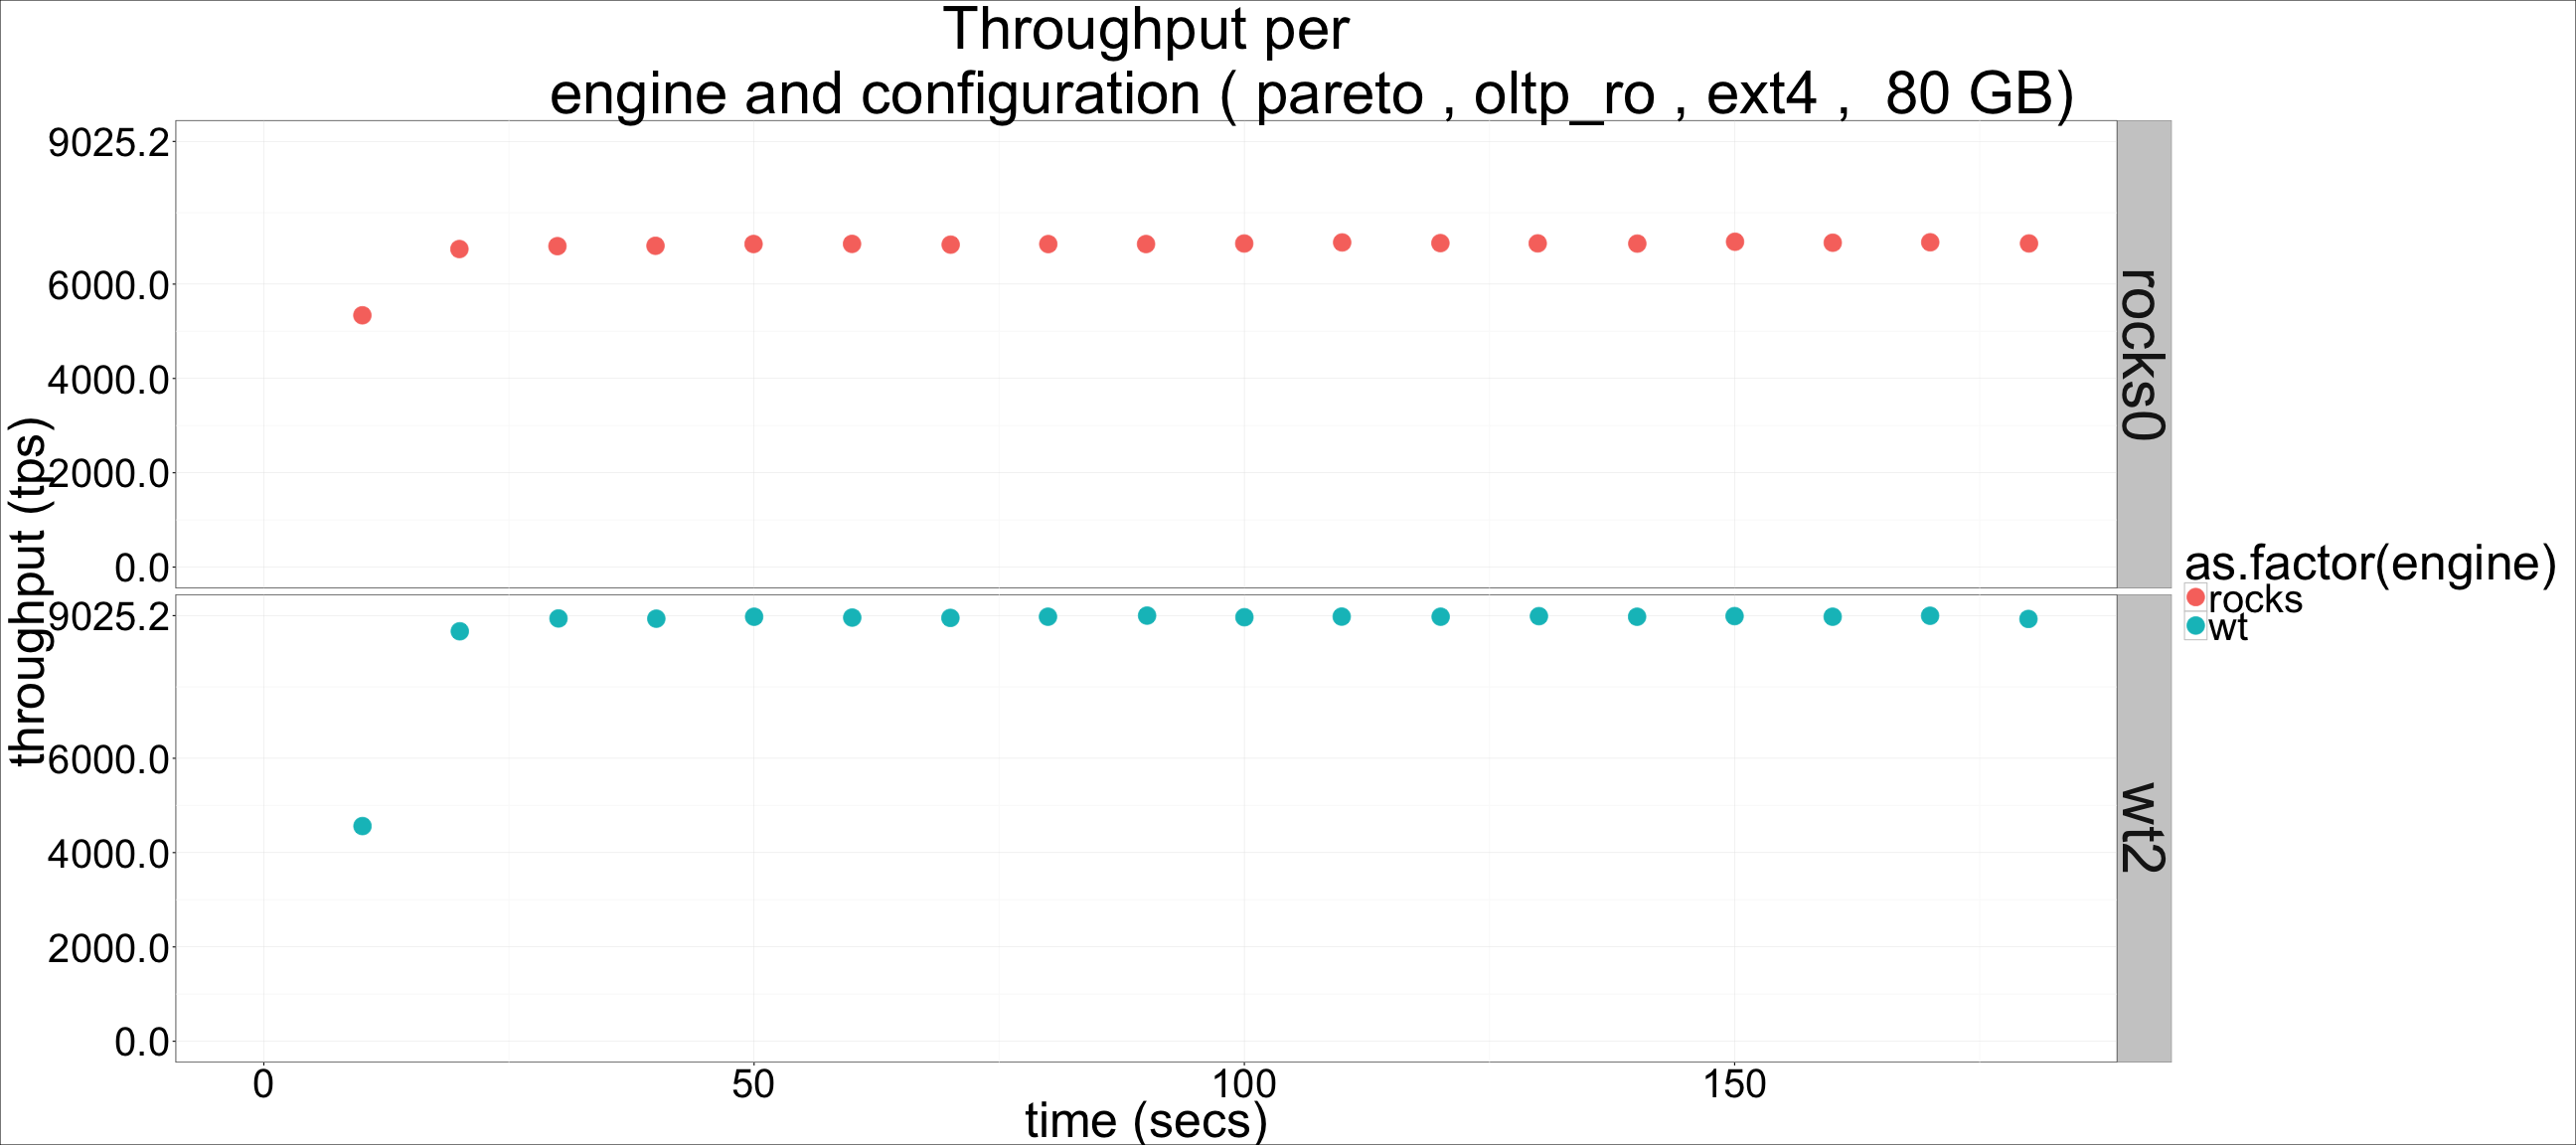 Throughput per
engine and configuration ( pareto , oltp_ro , ext4 ,  80 GB)
throughput (tps)
9025.2
6000.0
4000.0
2000.0
0.0
rocks0
9025.2
6000.0
4000.0
2000.0
0.0
wt2
0 50 100 150
time (secs)
as.factor(engine)
rocks
wt